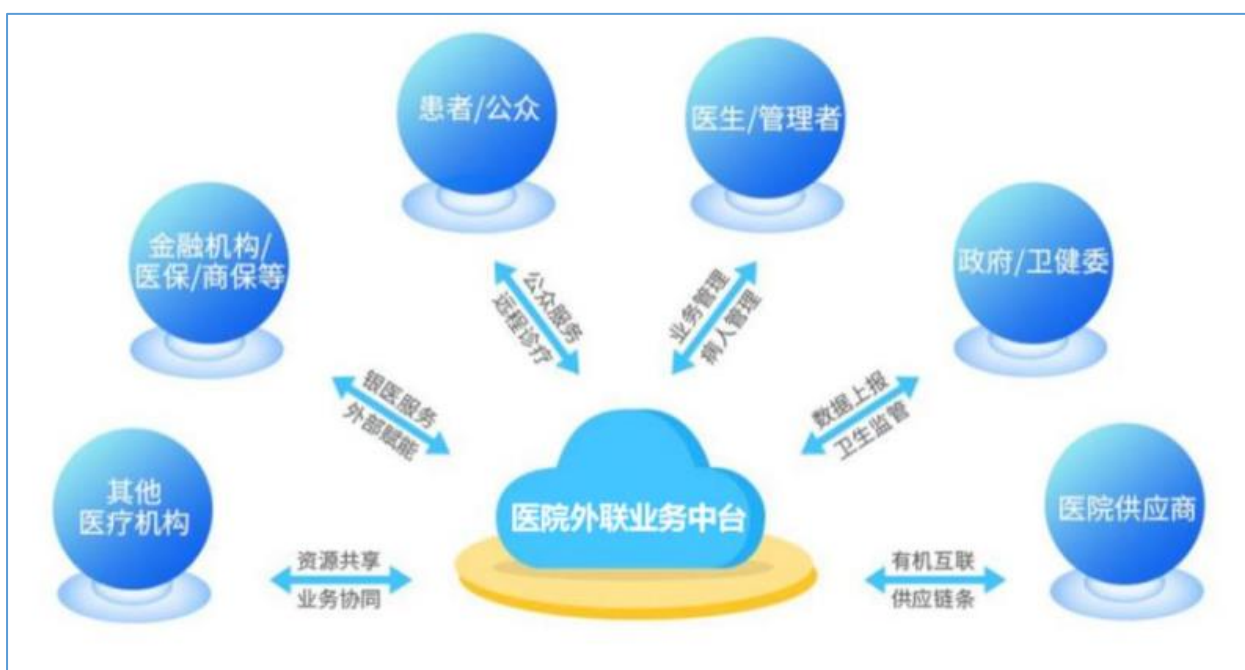 患者/公众
医生/管理者
金融机构/
医保/商保等
政府/卫健委
公众服务
远程诊疗
业务管理
病人管理
银医服务
外部赋能
数据上报
卫生监管
其他
医疗机构
医院外联业务中台
医院供应商
资源共享
业务协同
有机互联
供应链条